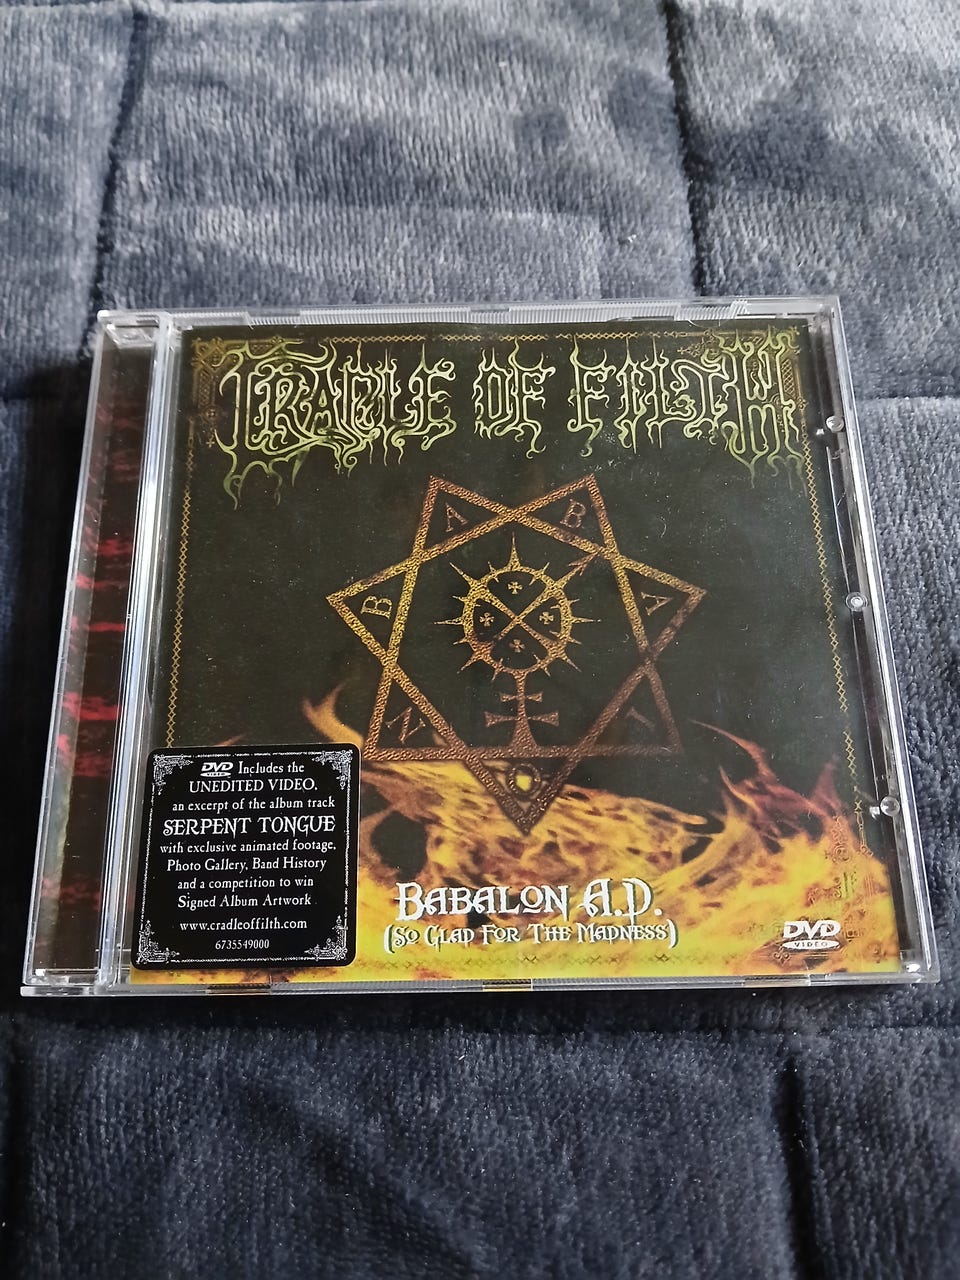 CRADLE OF FILTH
A B
B A
N L
DVD VIDEO Includes the
UNEDITED VIDEO,
an excerpt of the album track
SERPENT TONGUE
with exclusive animated footage,
Photo Gallery, Band History
and a competition to win
Signed Album Artwork
www.cradleoffilth.com
6735549000
BABALON A.D.
(SO GLAD FOR THE MADNESS)
DVD
VIDEO